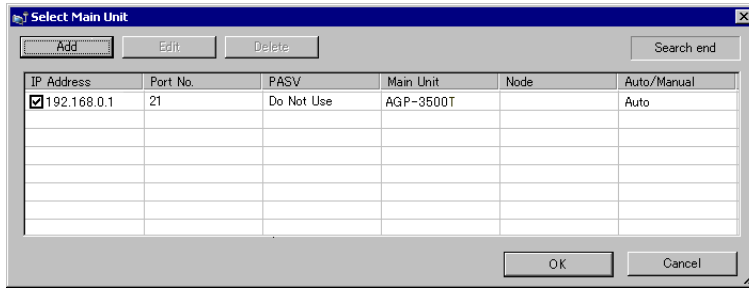 Select Main Unit
Add Edit Delete Search end
IP Address Port No. PASV Main Unit Node Auto/Manual
192.168.0.1 21 Do Not Use AGP-3500T Auto
OK Cancel